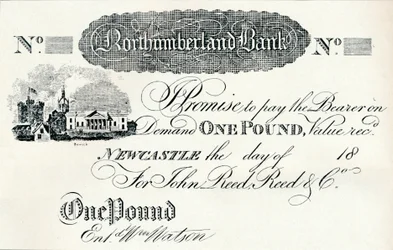 No Northumberland Bank No
I Promise to pay the Bearer on
Demand ONE POUND, Value rec.d
NEWCASTLE the day of 18
For John Reed, Reed & Co.
One Pound
Ent.d Wm Watson